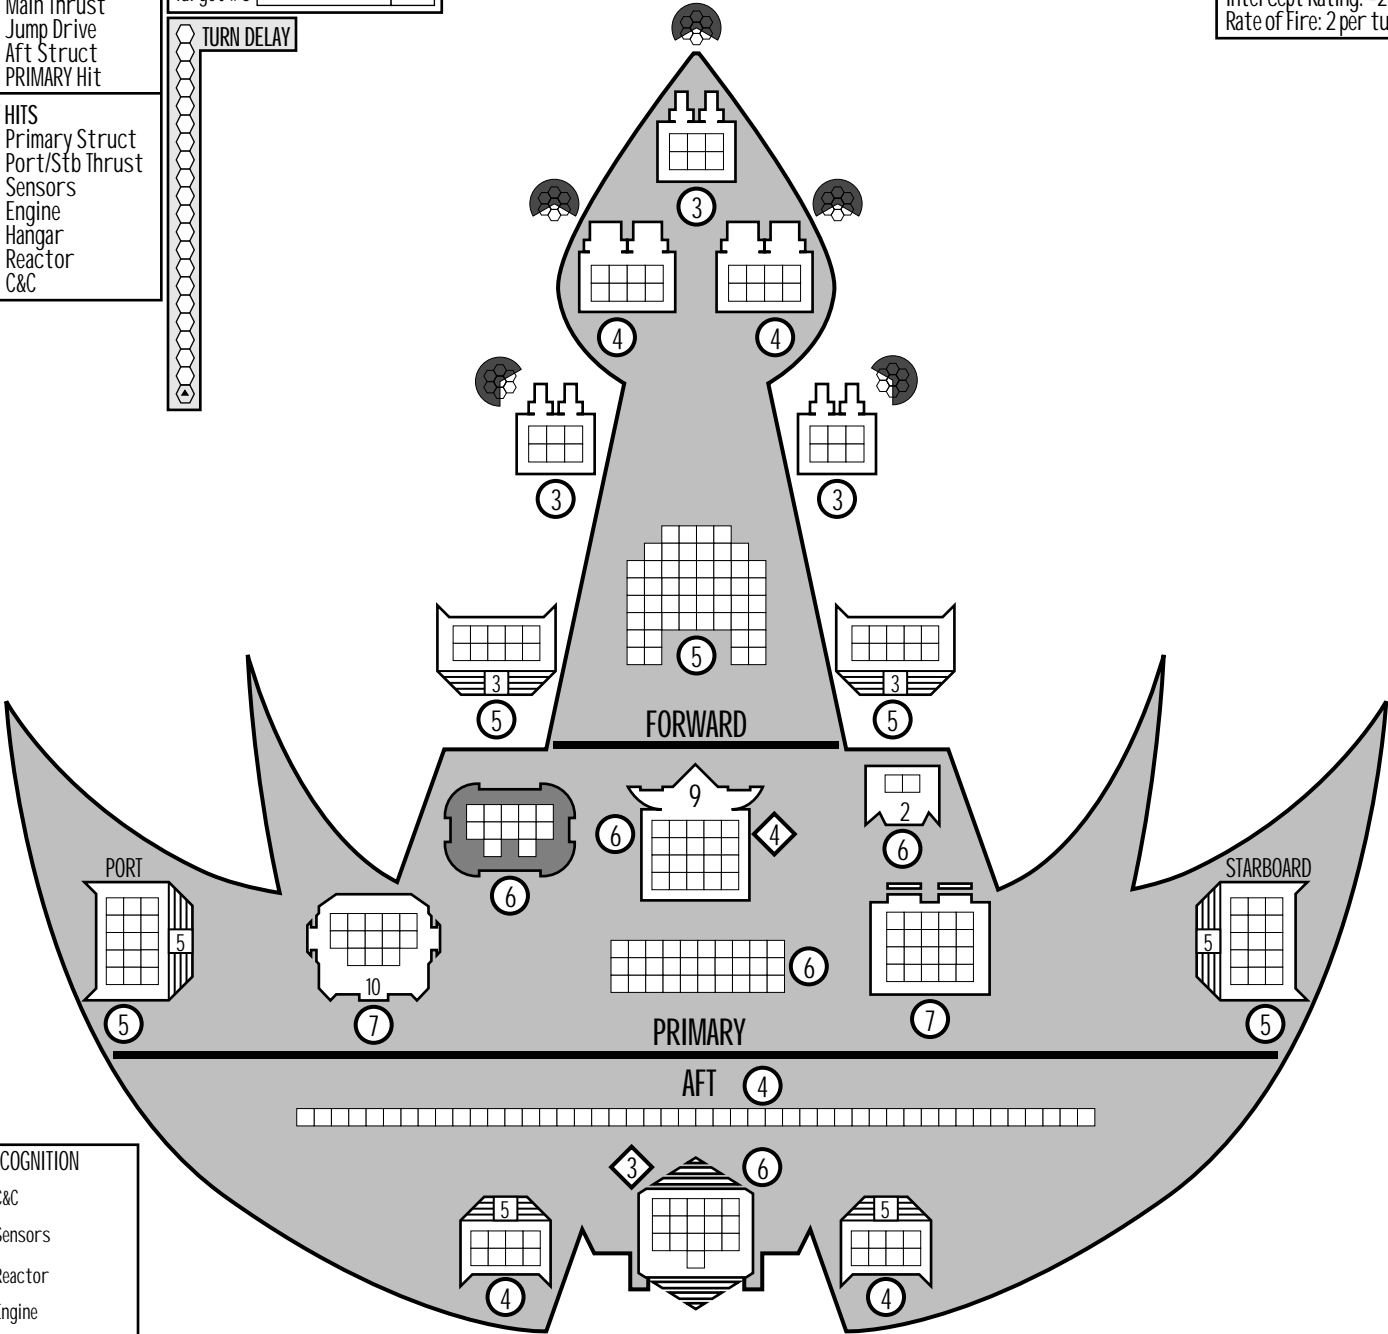 Main Thrust
Jump Drive
Aft Struct
PRIMARY Hit
HITS
Primary Struct
Port/Stb Thrust
Sensors
Engine
Hangar
Reactor
C&C
TURN DELAY
Rate of Fire: 2 per tu
3
4
4
3
3
5
3
5
3
5
FORWARD
9
6
4
2
6
6
PORT
STARBOARD
5
5
10
6
5
7
7
5
PRIMARY
AFT
4
3
6
5
5
4
4
COGNITION
C&C
Sensors
Reactor
Engine